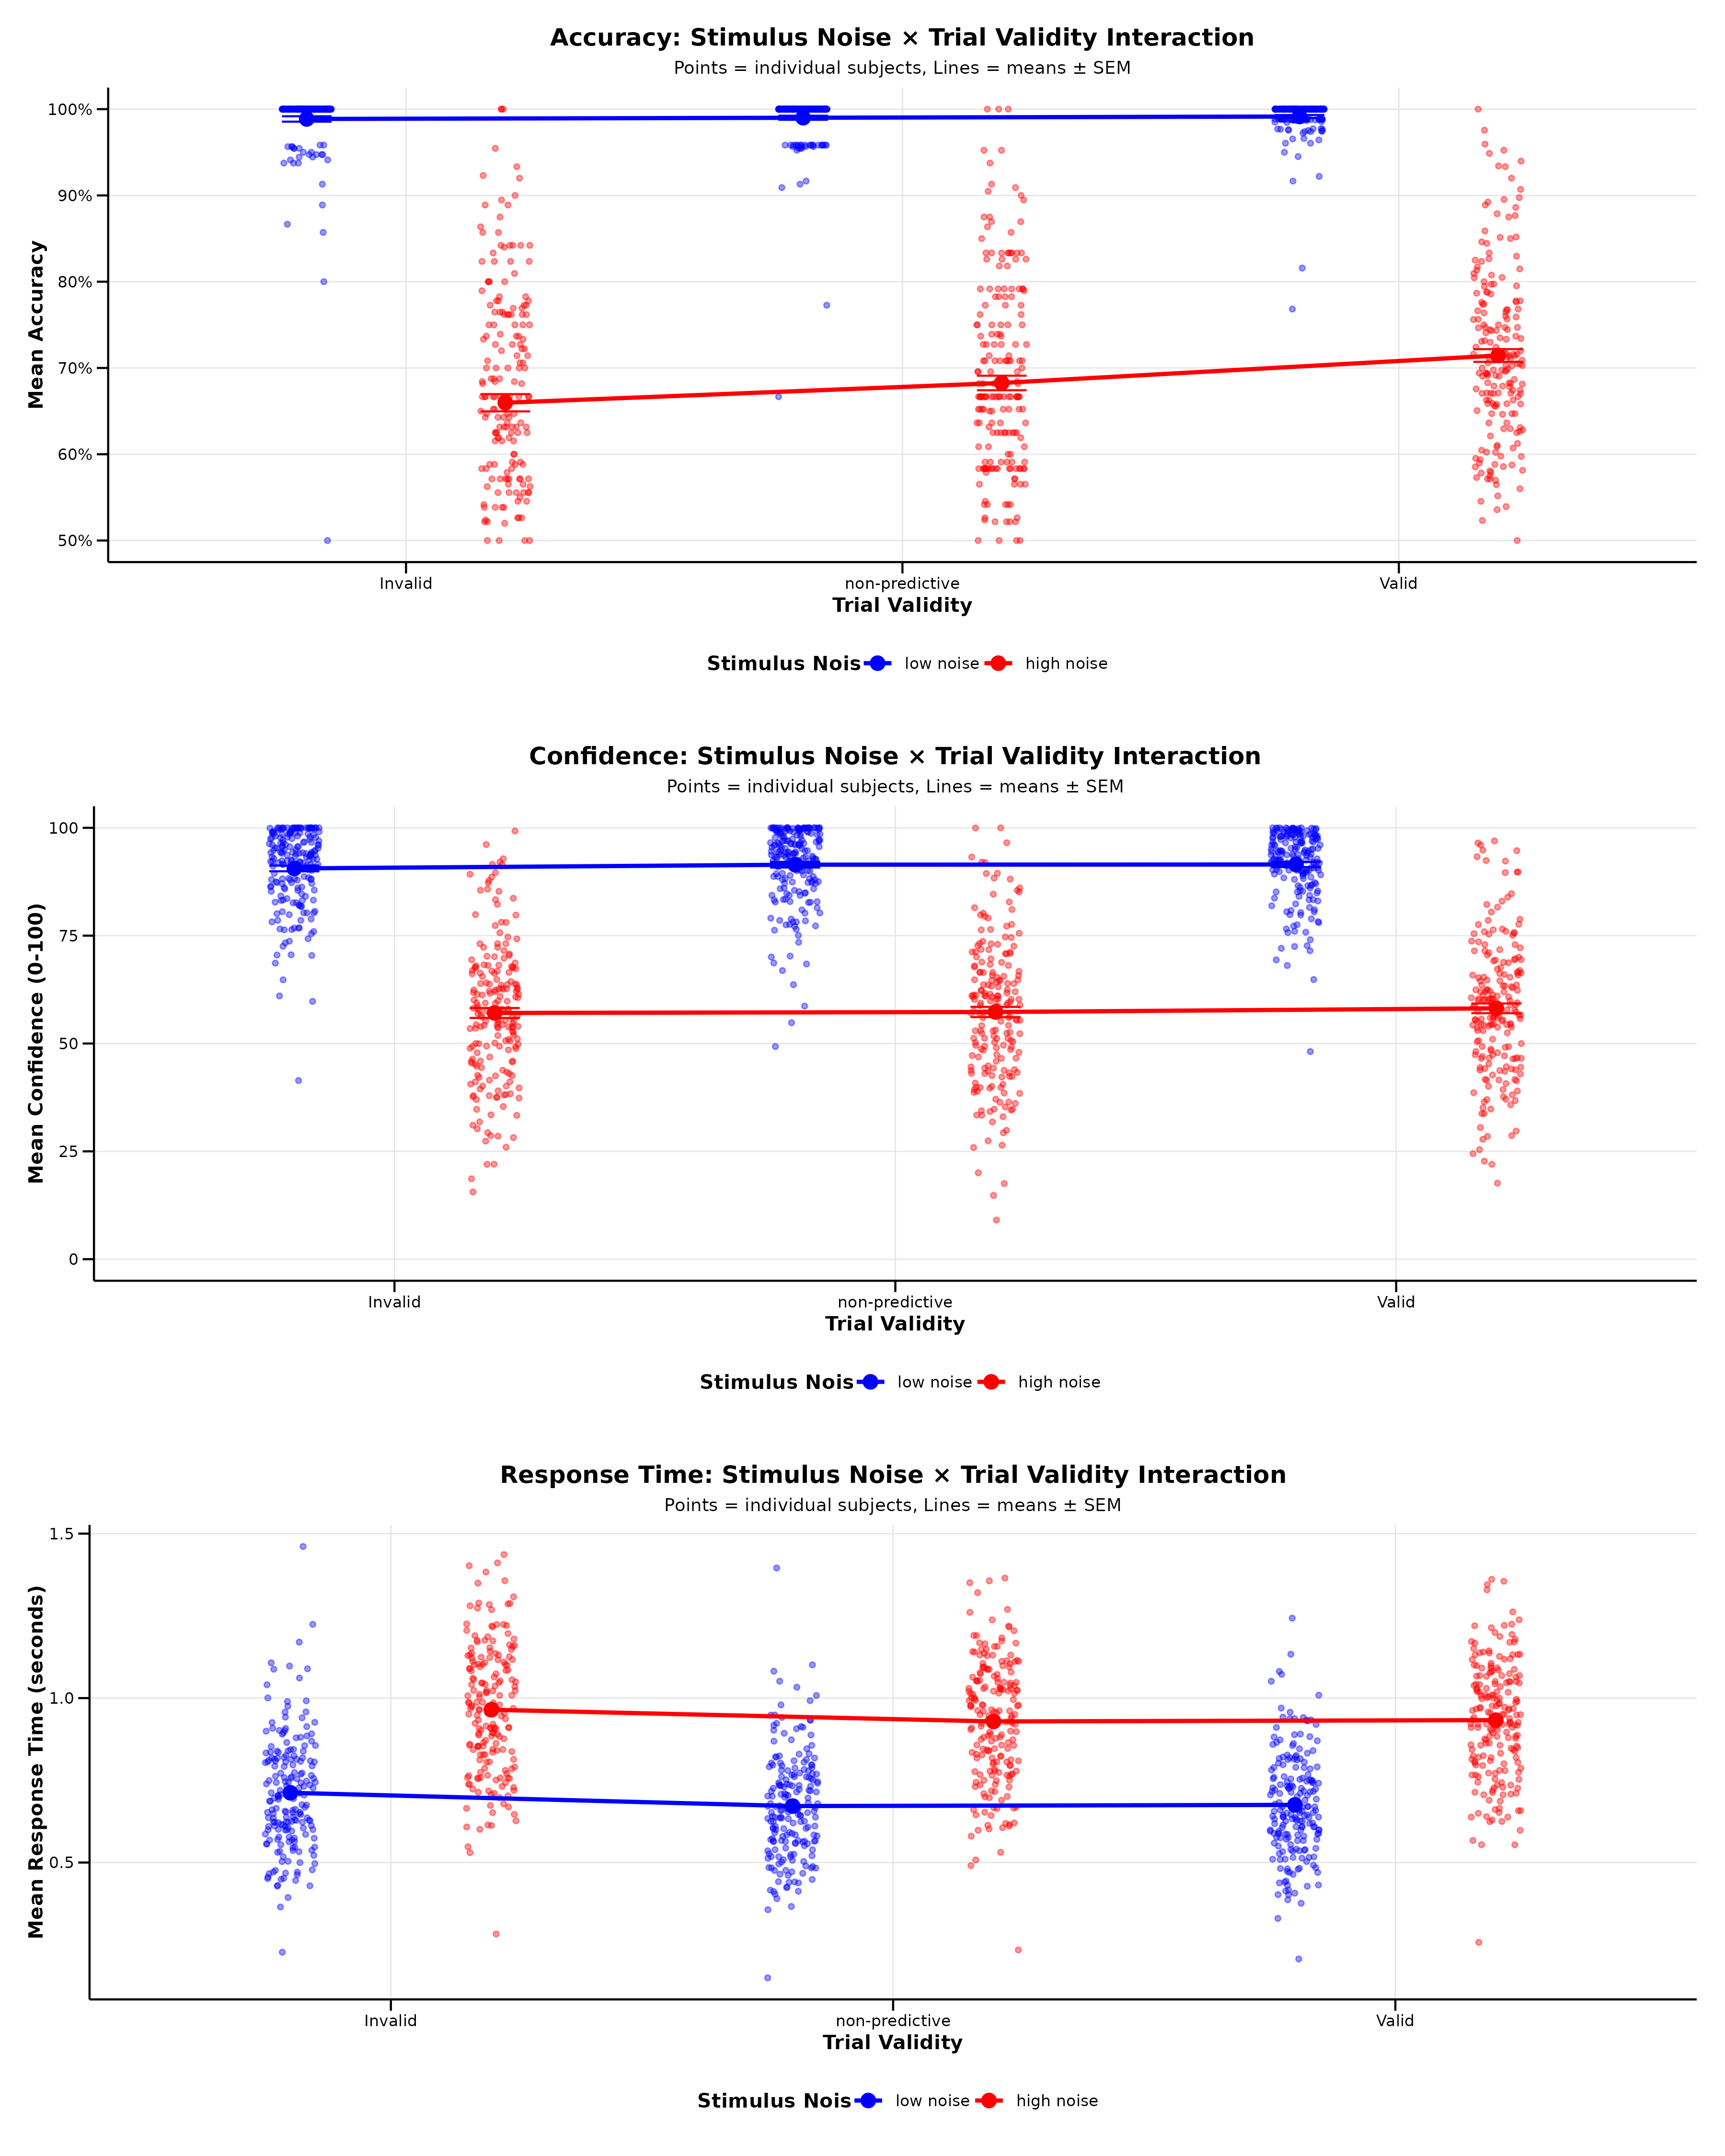 Accuracy: Stimulus Noise × Trial Validity Interaction
Points = individual subjects, Lines = means ± SEM
Mean Accuracy
100%
90%
80%
70%
60%
50%
Invalid non-predictive Valid
Trial Validity
Stimulus Nois low noise high noise
Confidence: Stimulus Noise × Trial Validity Interaction
Points = individual subjects, Lines = means ± SEM
Mean Confidence (0-100)
100
75
50
25
0
Invalid non-predictive Valid
Trial Validity
Stimulus Nois low noise high noise
Response Time: Stimulus Noise × Trial Validity Interaction
Points = individual subjects, Lines = means ± SEM
Mean Response Time (seconds)
1.5
1.0
0.5
Invalid non-predictive Valid
Trial Validity
Stimulus Nois low noise high noise